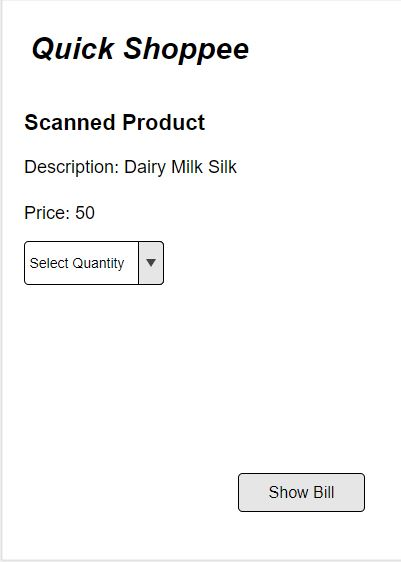 Quick Shoppee
Scanned Product
Description: Dairy Milk Silk
Price: 50
Select Quantity
Show Bill